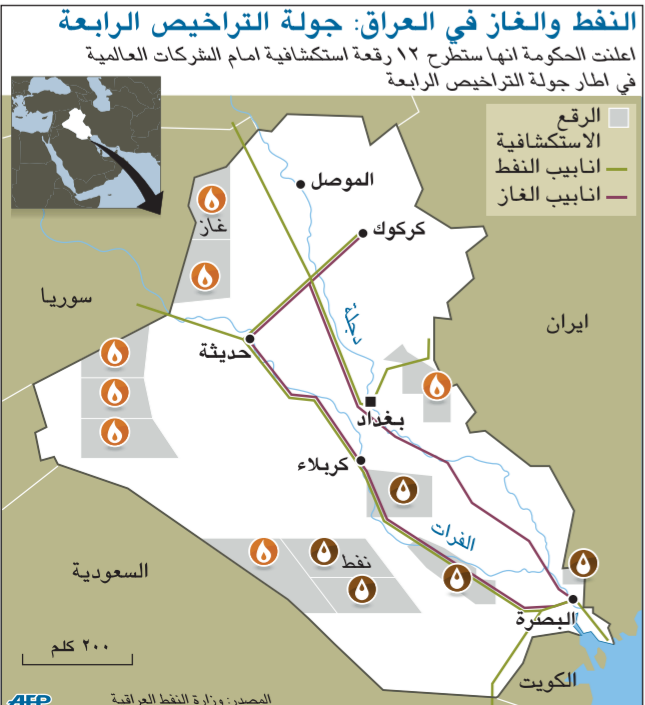 النفط والغاز في العراق: جولة التراخيص الرابعة
اعلنت الحكومة انها ستطرح ١٢ رقعة استكشافية امام الشركات العالمية
في اطار جولة التراخيص الرابعة
الرقع
الاستكشافية
انابيب النفط
انابيب الغاز
الموصل
غاز
كركوك
سوريا
ايران
دجلة
حديثة
بغداد
كربلاء
الفرات
نفط
السعودية
البصرة
٢٠٠ كلم
الكويت
المصدر: وزارة النفط العراقية
AFP